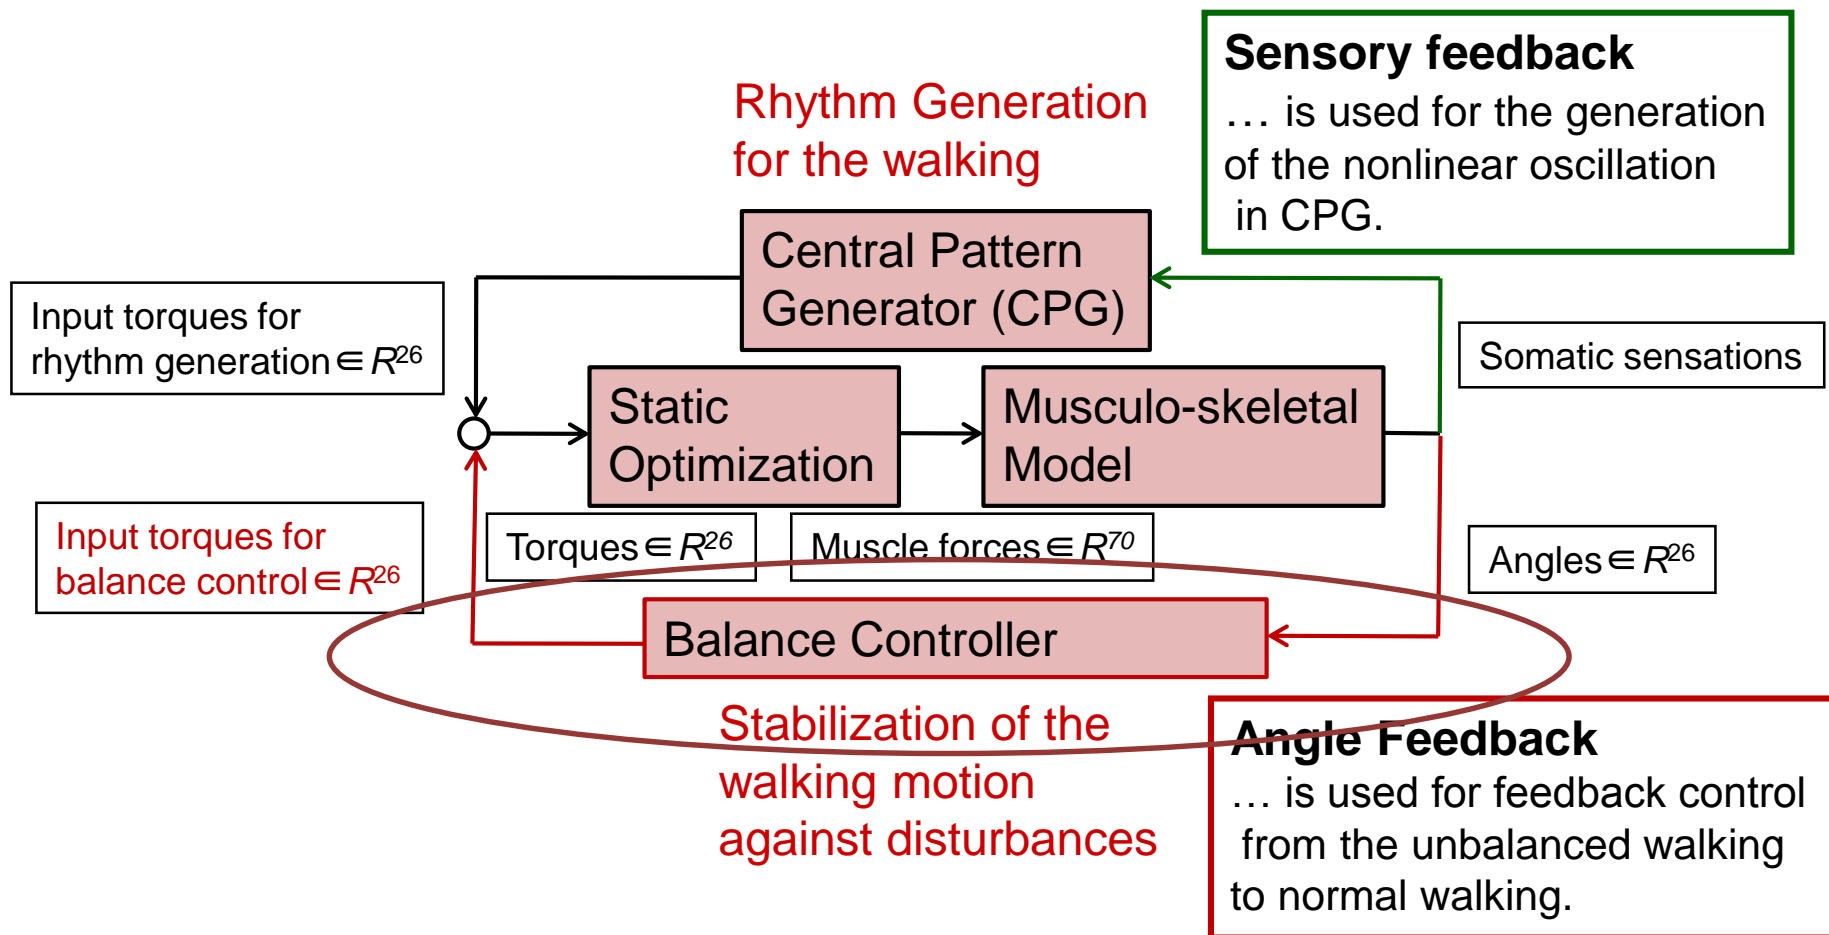 Sensory feedback
… is used for the generation
of the nonlinear oscillation
in CPG.
Rhythm Generation
for the walking
Central Pattern
Generator (CPG)
Input torques for
rhythm generation ∈ R²⁶
Somatic sensations
Static
Optimization
Musculo-skeletal
Model
Input torques for
balance control ∈ R²⁶
Torques ∈ R²⁶
Muscle forces ∈ R⁷⁰
Angles ∈ R²⁶
Balance Controller
Stabilization of the
walking motion
against disturbances
Angle Feedback
… is used for feedback control
from the unbalanced walking
to normal walking.